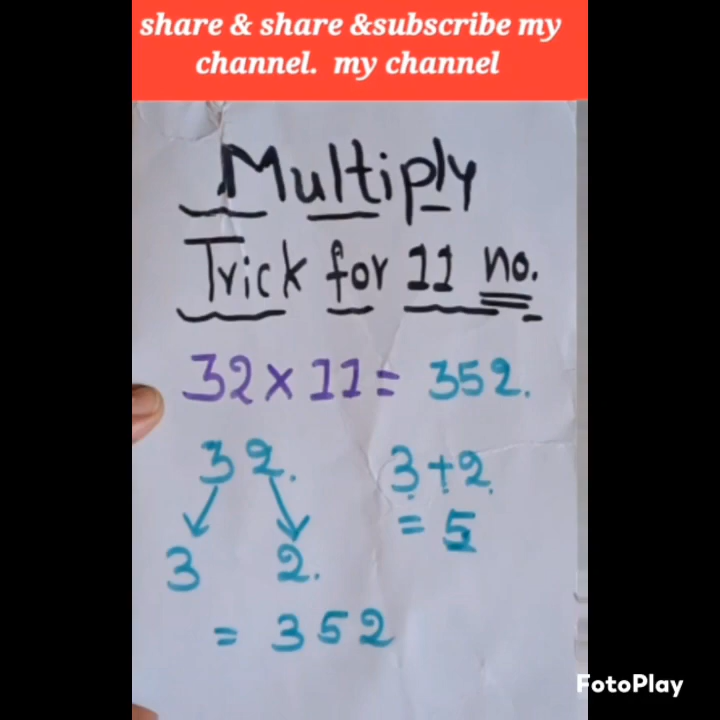 share & share &subscribe my
channel. my channel
Multiply
Trick for 11 no.
32 x 11 = 352.
32. 3+2
= 5
3 2.
= 352
FotoPlay